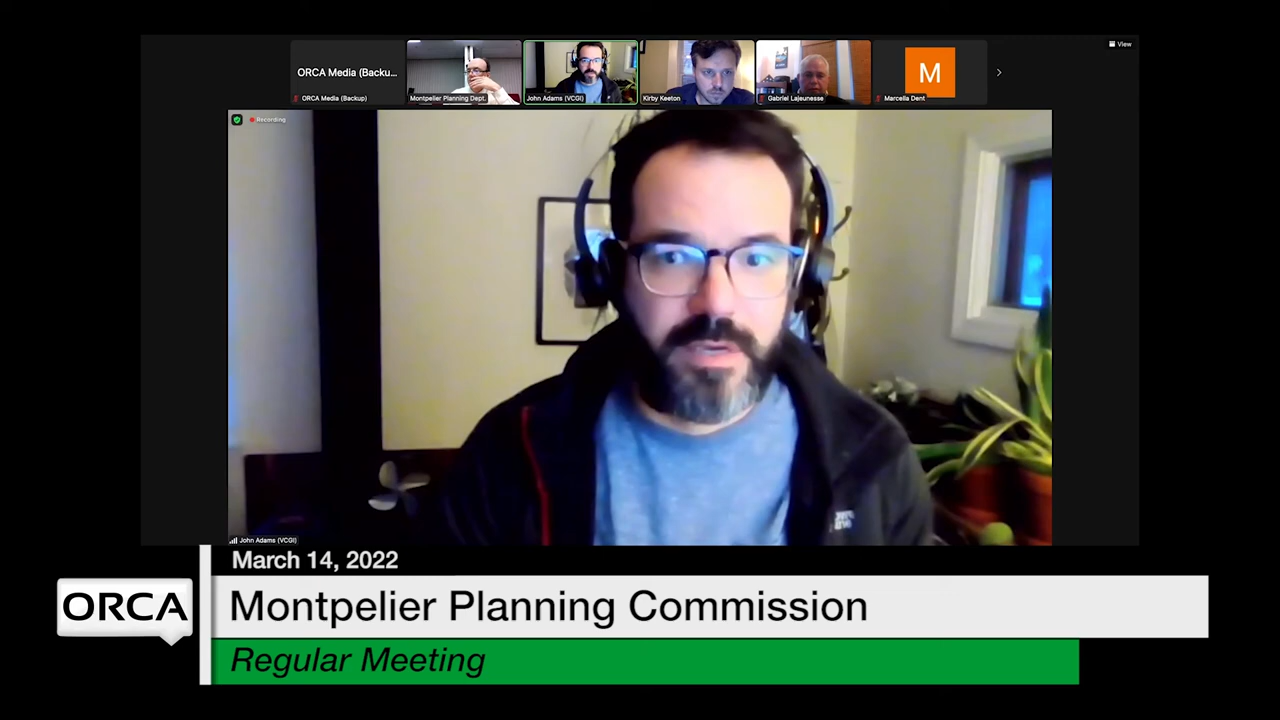 View
ORCA Media (Backu...
M
ORCA Media (Backup)
Montpelier Planning Dept.
John Adams (VCGI)
Kirby Keeton
Gabriel Lajeunesse
Marcella Dent
Recording
John Adams (VCGI)
March 14, 2022
ORCA
Montpelier Planning Commission
Regular Meeting